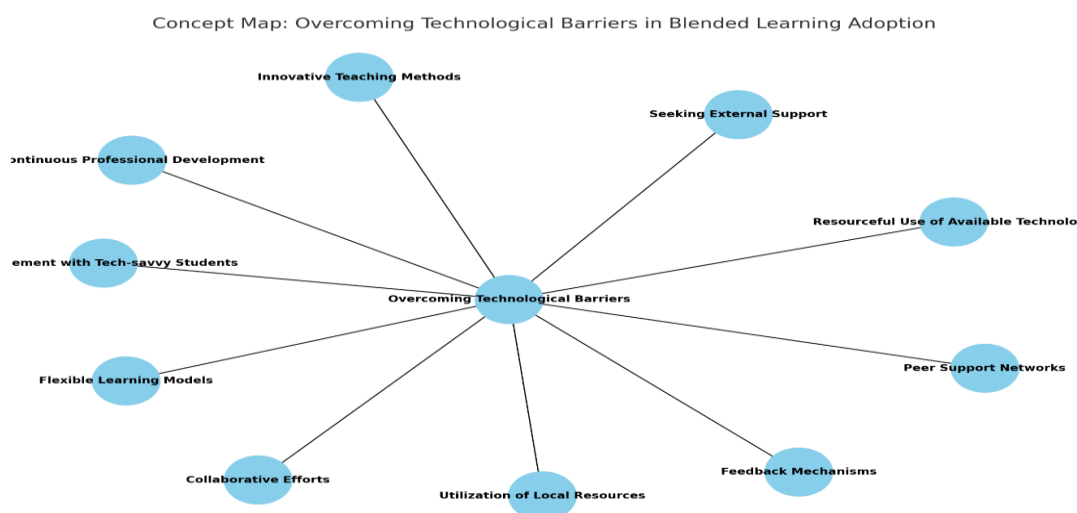 Concept Map: Overcoming Technological Barriers in Blended Learning Adoption
Innovative Teaching Methods
Seeking External Support
ontinuous Professional Development
Resourceful Use of Available Technolo
ement with Tech-savvy Students
Overcoming Technological Barriers
Peer Support Networks
Flexible Learning Models
Feedback Mechanisms
Collaborative Efforts
Utilization of Local Resources